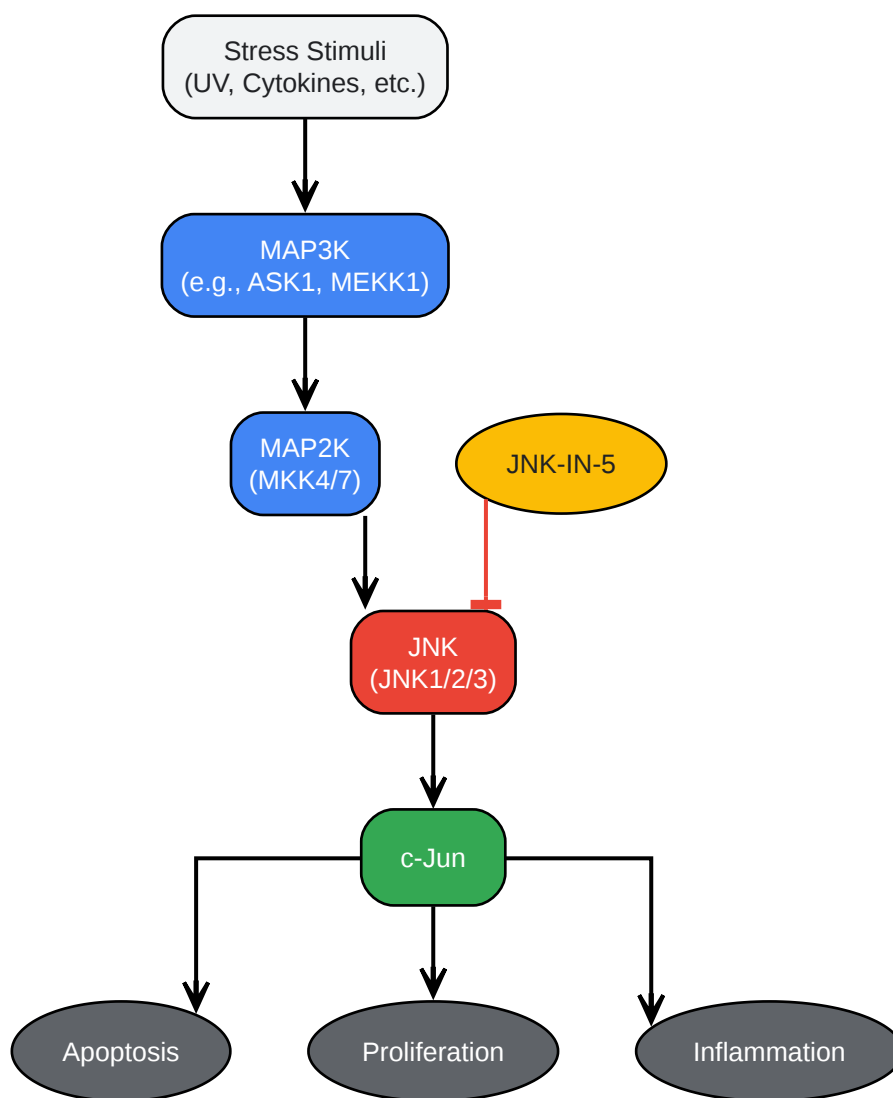 Stress Stimuli
(UV, Cytokines, etc.)
MAP3K
(e.g., ASK1, MEKK1)
MAP2K
(MKK4/7)
JNK-IN-5
JNK
(JNK1/2/3)
c-Jun
Apoptosis
Proliferation
Inflammation